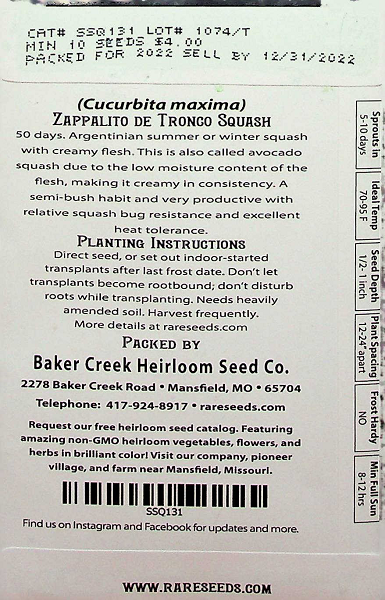 CAT# SSQ131 LOT# 1074/T
MIN 10 SEEDS $4.00
PACKED FOR 2022 SELL BY 12/31/2022
(Cucurbita maxima)
Zappalito de Tronco Squash
50 days. Argentinian summer or winter squash
with creamy flesh. This is also called avocado
squash due to the low moisture content of the
flesh, making it creamy in consistency. A
semi-bush habit and very productive with
relative squash bug resistance and excellent
heat tolerance.
Planting Instructions
Direct seed, or set out indoor-started
transplants after last frost date. Don't let
transplants become rootbound; don't disturb
roots while transplanting. Needs heavily
amended soil. Harvest frequently.
More details at rareseeds.com
Packed by
Baker Creek Heirloom Seed Co.
2278 Baker Creek Road • Mansfield, MO • 65704
Telephone: 417-924-8917 • rareseeds.com
Request our free heirloom seed catalog. Featuring
amazing non-GMO heirloom vegetables, flowers, and
herbs in brilliant color! Visit our company, pioneer
village, and farm near Mansfield, Missouri.
SSQ131
Find us on Instagram and Facebook for updates and more.
www.rareseeds.com
Sprouts in
5-10 days
Ideal Temp
70-95 F
Seed Depth
1/2-1 inch
Plant Spacing
12-24" apart
Frost Hardy
NO
Min Full Sun
8-12 hrs